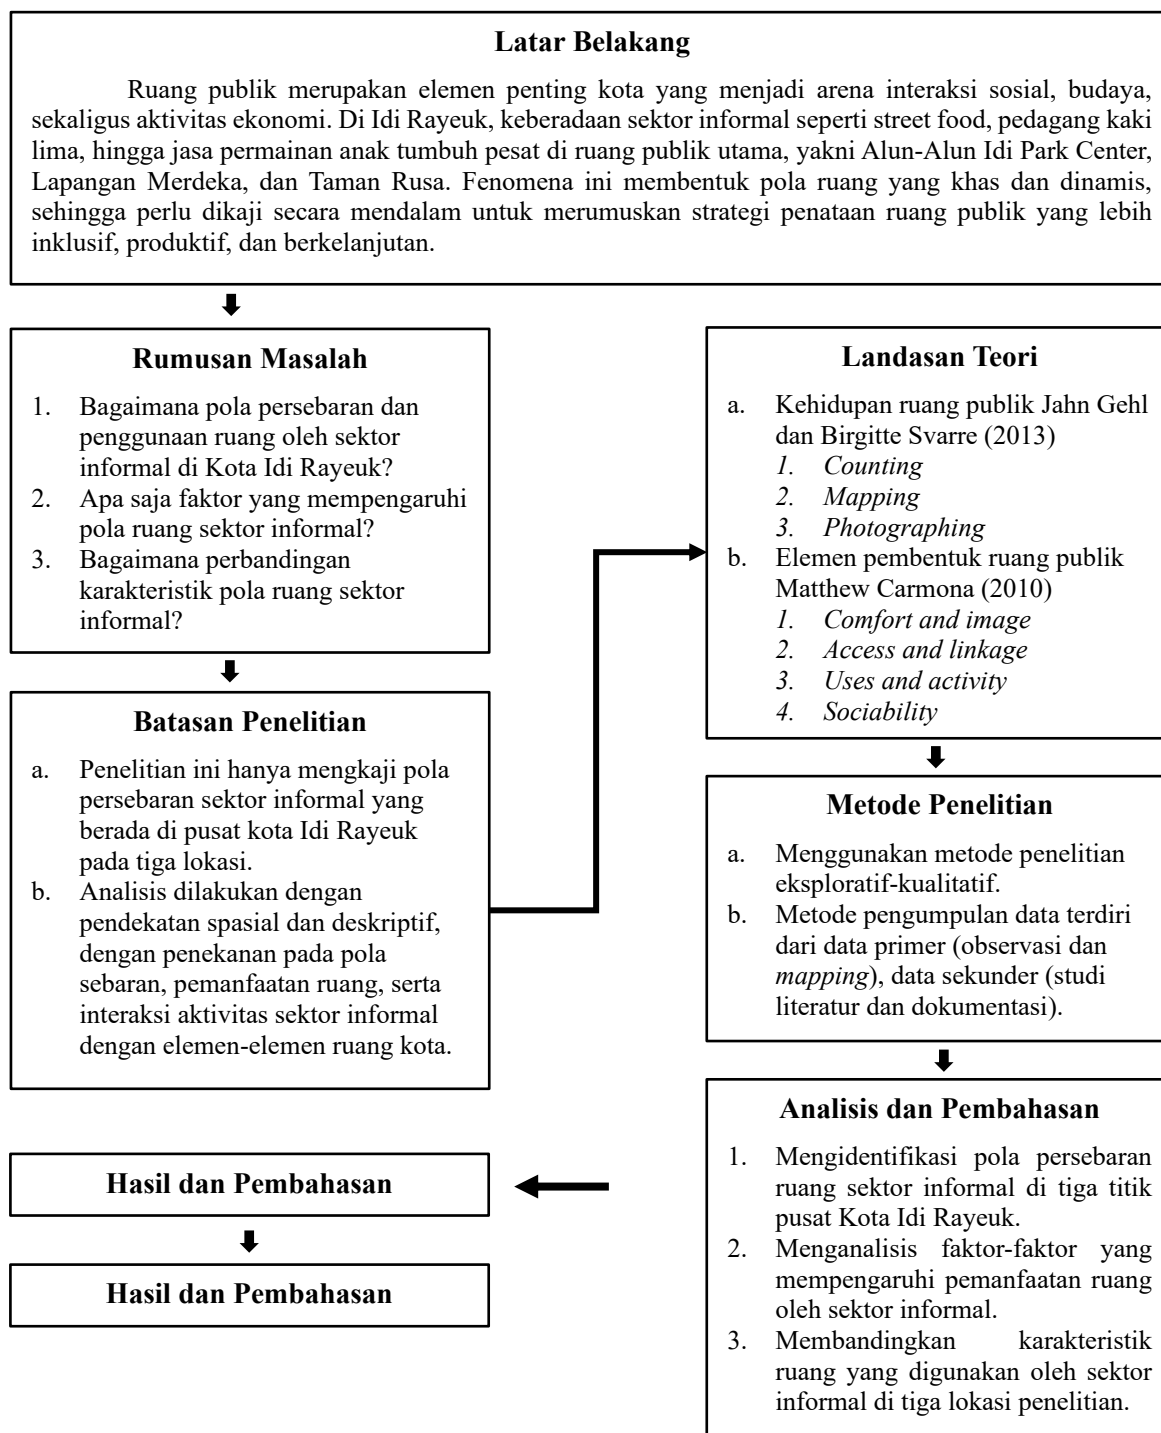 Latar Belakang
Ruang publik merupakan elemen penting kota yang menjadi arena interaksi sosial, budaya,
sekaligus aktivitas ekonomi. Di Idi Rayeuk, keberadaan sektor informal seperti street food, pedagang kaki
lima, hingga jasa permainan anak tumbuh pesat di ruang publik utama, yakni Alun-Alun Idi Park Center,
Lapangan Merdeka, dan Taman Rusa. Fenomena ini membentuk pola ruang yang khas dan dinamis,
sehingga perlu dikaji secara mendalam untuk merumuskan strategi penataan ruang publik yang lebih
inklusif, produktif, dan berkelanjutan.
Rumusan Masalah
1. Bagaimana pola persebaran dan
penggunaan ruang oleh sektor
informal di Kota Idi Rayeuk?
2. Apa saja faktor yang mempengaruhi
pola ruang sektor informal?
3. Bagaimana perbandingan
karakteristik pola ruang sektor
informal?
Batasan Penelitian
a. Penelitian ini hanya mengkaji pola
persebaran sektor informal yang
berada di pusat kota Idi Rayeuk
pada tiga lokasi.
b. Analisis dilakukan dengan
pendekatan spasial dan deskriptif,
dengan penekanan pada pola
sebaran, pemanfaatan ruang, serta
interaksi aktivitas sektor informal
dengan elemen-elemen ruang kota.
Landasan Teori
a. Kehidupan ruang publik Jahn Gehl
dan Birgitte Svarre (2013)
1. Counting
2. Mapping
3. Photographing
b. Elemen pembentuk ruang publik
Matthew Carmona (2010)
1. Comfort and image
2. Access and linkage
3. Uses and activity
4. Sociability
Metode Penelitian
a. Menggunakan metode penelitian
eksploratif-kualitatif.
b. Metode pengumpulan data terdiri
dari data primer (observasi dan
mapping), data sekunder (studi
literatur dan dokumentasi).
Analisis dan Pembahasan
1. Mengidentifikasi pola persebaran
ruang sektor informal di tiga titik
pusat Kota Idi Rayeuk.
2. Menganalisis faktor-faktor yang
mempengaruhi pemanfaatan ruang
oleh sektor informal.
3. Membandingkan karakteristik
ruang yang digunakan oleh sektor
informal di tiga lokasi penelitian.
Hasil dan Pembahasan
Hasil dan Pembahasan